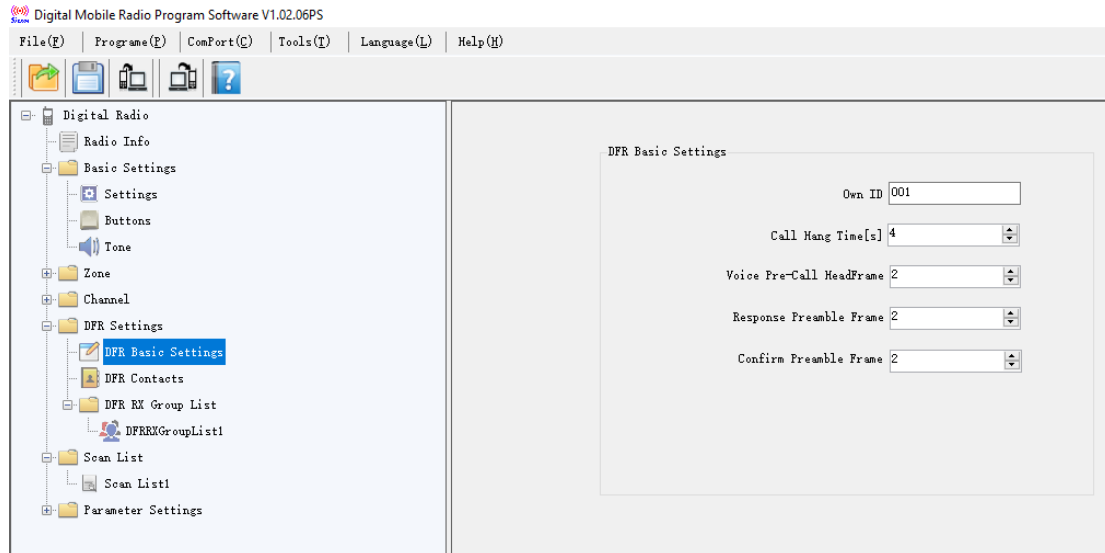 Digital Mobile Radio Program Software V1.02.06PS
File(F) Programe(P) ComPort(C) Tools(T) Language(L) Help(H)
Digital Radio
Radio Info
Basic Settings
Settings
Buttons
Tone
Zone
Channel
DFR Settings
DFR Basic Settings
DFR Contacts
DFR RX Group List
DFRRXGroupList1
Scan List
Scan List1
Parameter Settings
DFR Basic Settings
Own ID 001
Call Hang Time[s] 4
Voice Pre-Call HeadFrame 2
Response Preamble Frame 2
Confirm Preamble Frame 2